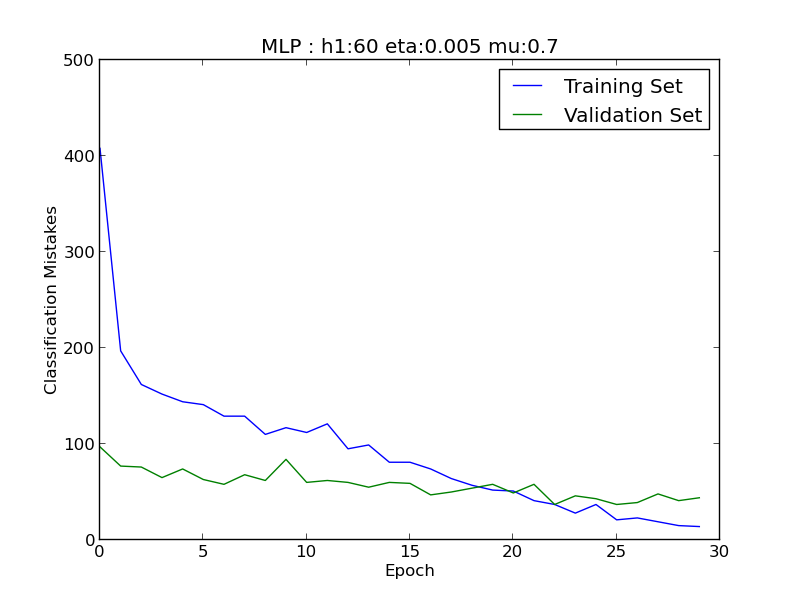 MLP : h1:60 eta:0.005 mu:0.7
500
400
300
200
100
0
Classification Mistakes
Training Set
Validation Set
0 5 10 15 20 25 30
Epoch